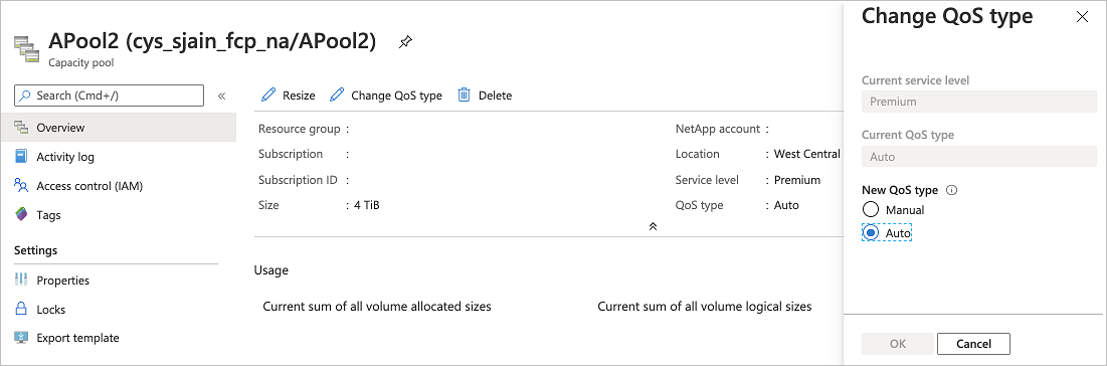 APool2 (cys_sjain_fcp_na/APool2)
Capacity pool
Search (Cmd+/)
«
Overview
Activity log
Access control (IAM)
Tags
Settings
Properties
Locks
Export template
Resize
Change QoS type
Delete
Resource group :
Subscription :
Subscription ID :
Size : 4 TiB
NetApp account :
Location : West Central
Service level : Premium
QoS type : Auto
Usage
Current sum of all volume allocated sizes
Current sum of all volume logical sizes
Change QoS type
Current service level
Premium
Current QoS type
Auto
New QoS type
Manual
Auto
OK
Cancel